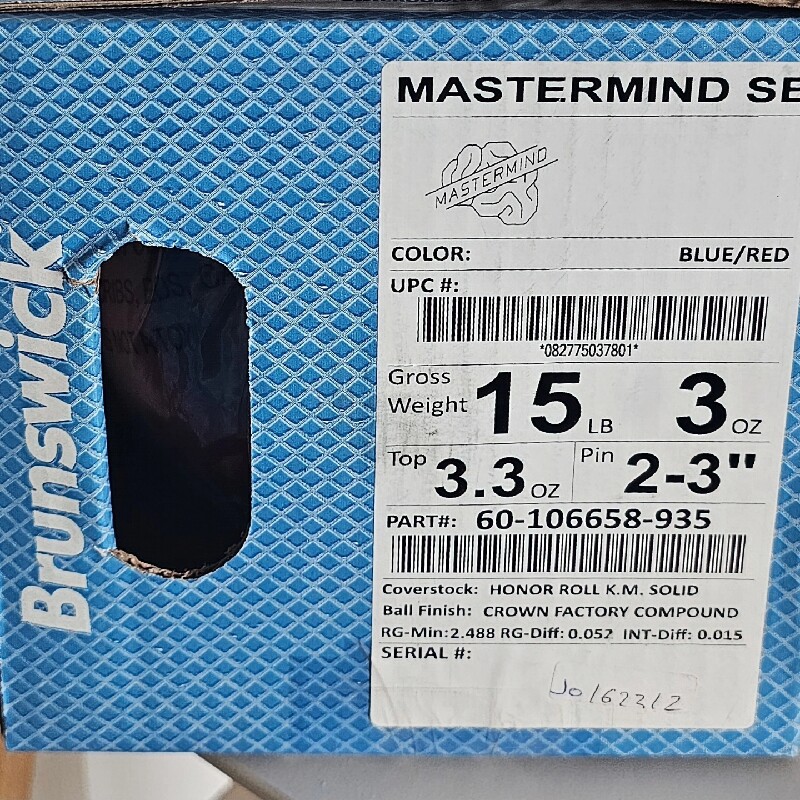 Brunswick
MASTERMIND SE
MASTERMIND
COLOR: BLUE/RED
UPC #:
*082775037801*
Gross Weight 15 LB 3 OZ
Top 3.3 OZ Pin 2-3"
PART#: 60-106658-935
Coverstock: HONOR ROLL K.M. SOLID
Ball Finish: CROWN FACTORY COMPOUND
RG-Min:2.488 RG-Diff: 0.052 INT-Diff: 0.015
SERIAL #: